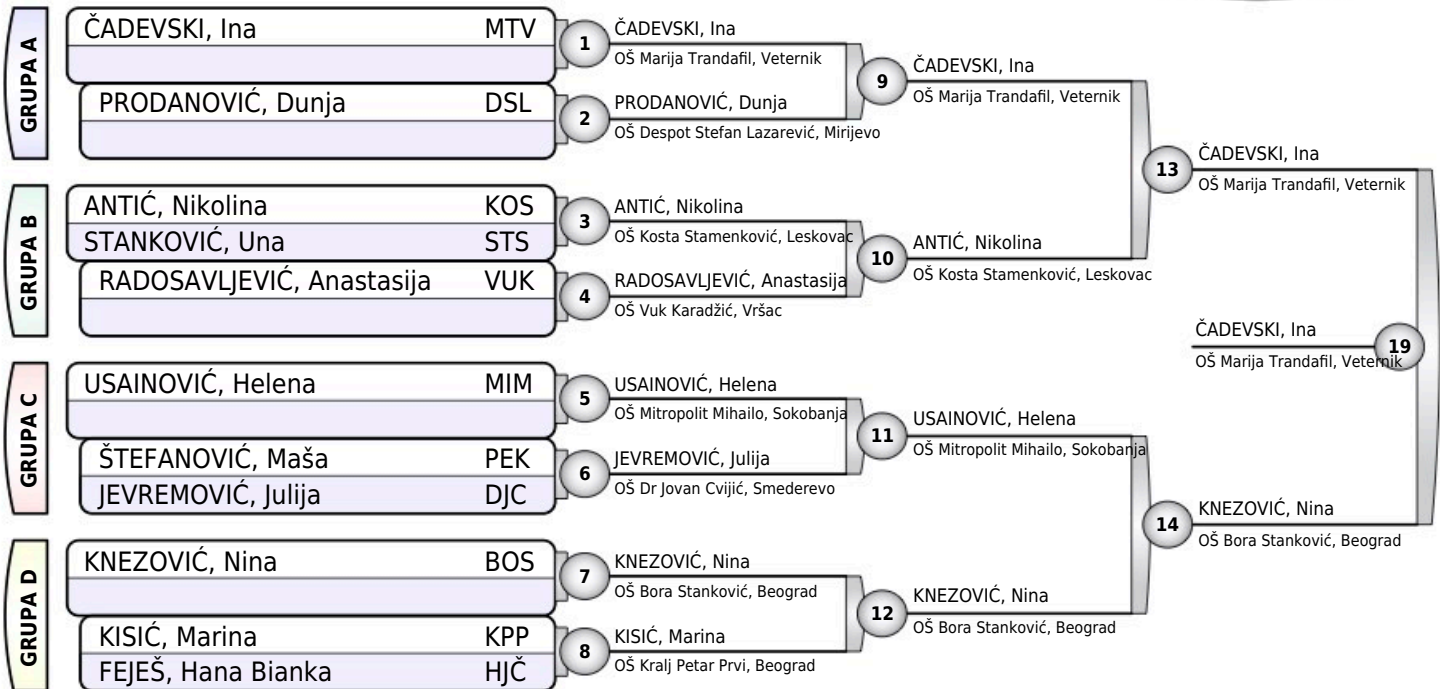 GRUPA A
ČADEVSKI, Ina MTV
PRODANOVIĆ, Dunja DSL
GRUPA B
ANTIĆ, Nikolina KOS
STANKOVIĆ, Una STS
RADOSAVLJEVIĆ, Anastasija VUK
GRUPA C
USAINOVIĆ, Helena MIM
ŠTEFANOVIĆ, Maša PEK
JEVREMOVIĆ, Julija DJC
GRUPA D
KNEZOVIĆ, Nina BOS
KISIĆ, Marina KPP
FEJEŠ, Hana Bianka HJČ
1
ČADEVSKI, Ina
OŠ Marija Trandafil, Veternik
2
PRODANOVIĆ, Dunja
OŠ Despot Stefan Lazarević, Mirijevo
3
ANTIĆ, Nikolina
OŠ Kosta Stamenković, Leskovac
4
RADOSAVLJEVIĆ, Anastasija
OŠ Vuk Karadžić, Vršac
5
USAINOVIĆ, Helena
OŠ Mitropolit Mihailo, Sokobanja
6
JEVREMOVIĆ, Julija
OŠ Dr Jovan Cvijić, Smederevo
7
KNEZOVIĆ, Nina
OŠ Bora Stanković, Beograd
8
KISIĆ, Marina
OŠ Kralj Petar Prvi, Beograd
9
ČADEVSKI, Ina
OŠ Marija Trandafil, Veternik
10
ANTIĆ, Nikolina
OŠ Kosta Stamenković, Leskovac
11
USAINOVIĆ, Helena
OŠ Mitropolit Mihailo, Sokobanja
12
KNEZOVIĆ, Nina
OŠ Bora Stanković, Beograd
13
ČADEVSKI, Ina
OŠ Marija Trandafil, Veternik
14
KNEZOVIĆ, Nina
OŠ Bora Stanković, Beograd
ČADEVSKI, Ina
19
OŠ Marija Trandafil, Veternik